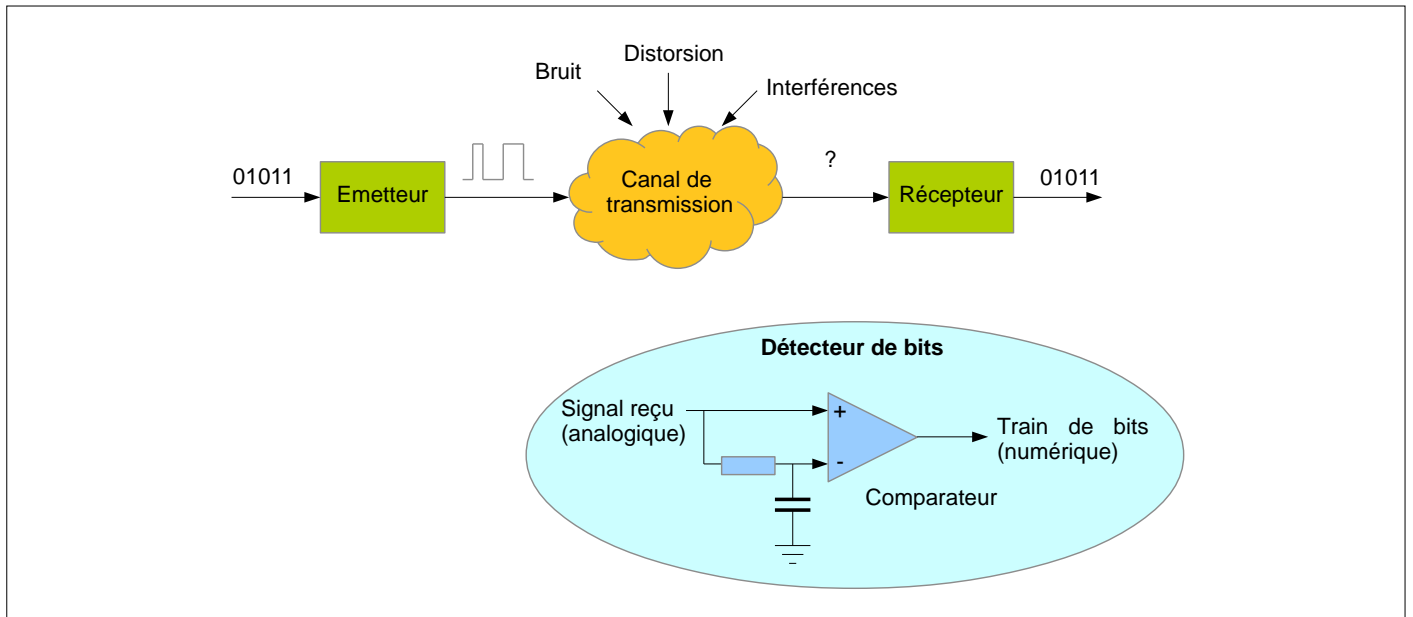 Distorsion
Bruit
Interférences
01011
Emetteur
Canal de
transmission
?
Récepteur
01011
Détecteur de bits
Signal reçu
(analogique)
+
-
Train de bits
(numérique)
Comparateur